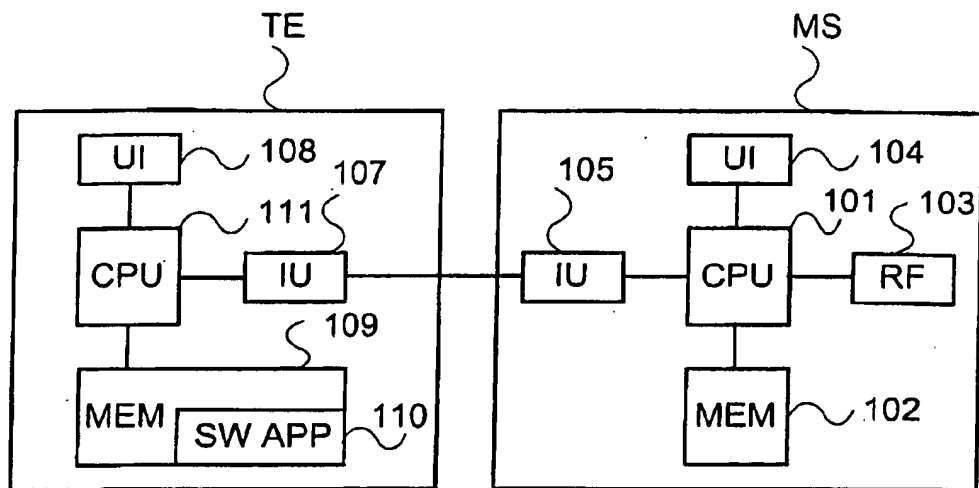 TE MS
UI 108 UI 104
107 105
111 101 103
CPU IU IU CPU RF
109
MEM SW APP 110 MEM 102